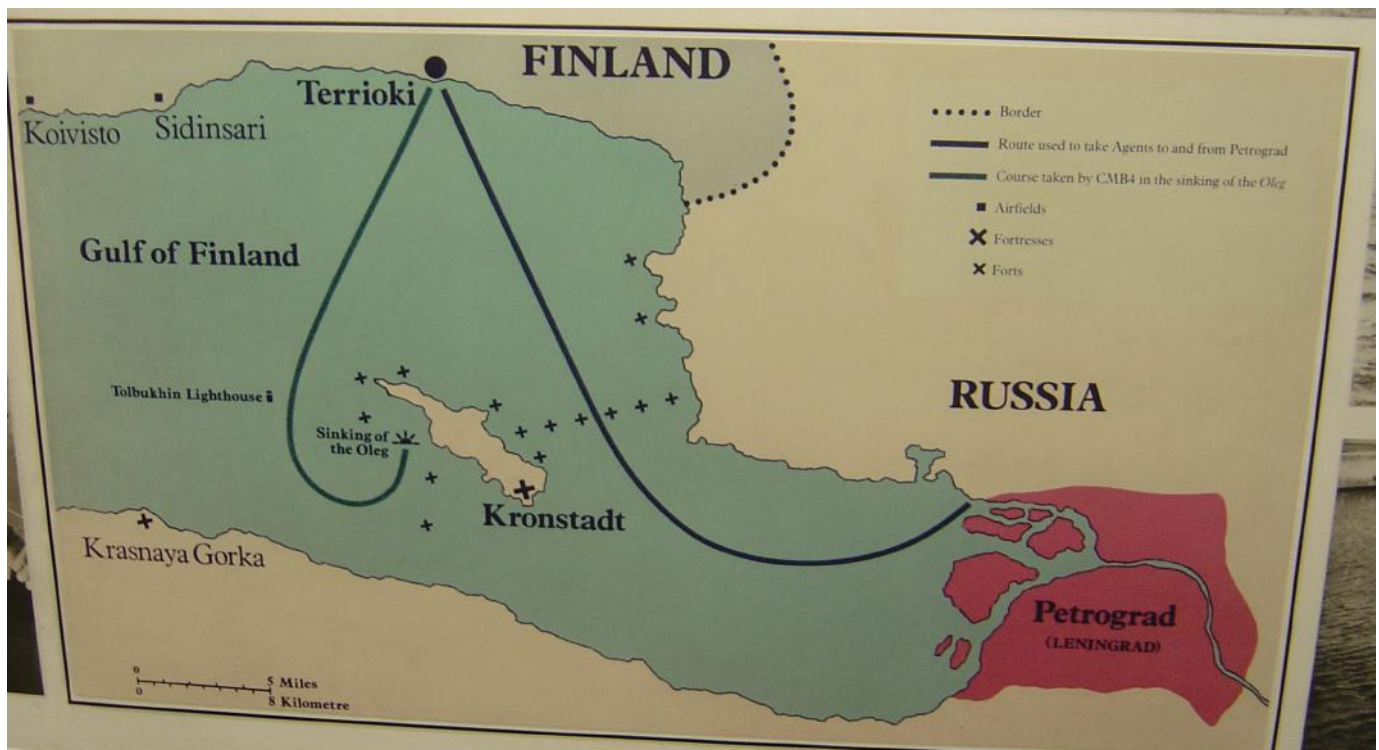 FINLAND
Terrioki
Koivisto
Sidinsari
Border
Route used to take Agents to and from Petrograd
Course taken by CMB4 in the sinking of the Oleg
Airfields
Fortresses
Forts
Gulf of Finland
Tolbukhin Lighthouse
RUSSIA
Sinking of
the Oleg
Kronstadt
Krasnaya Gorka
Petrograd
(LENINGRAD)
0
5 Miles
0
8 Kilometre